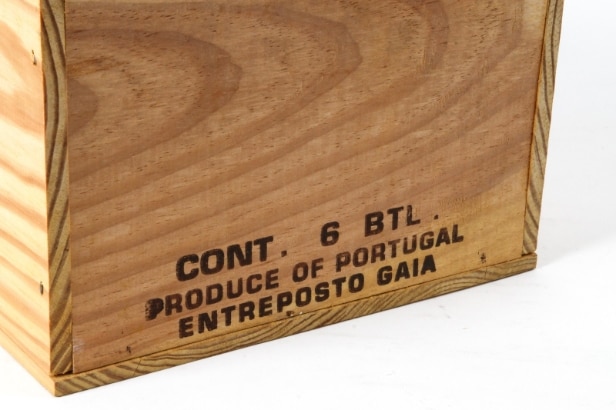 CONT. 6 BTL.
PRODUCE OF PORTUGAL
ENTREPOSTO GAIA